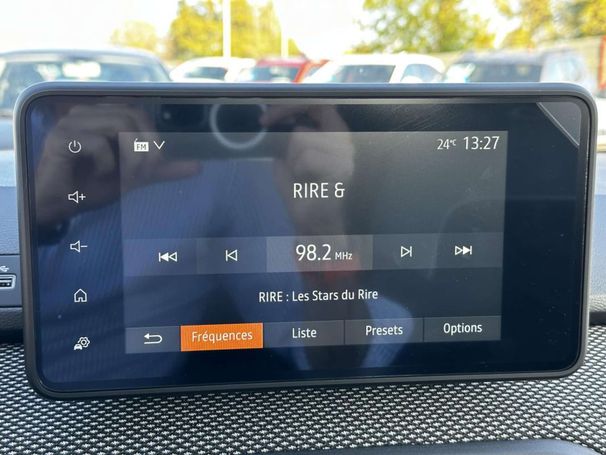 FM 24°C 13:27
RIRE &
98.2 MHz
RIRE : Les Stars du Rire
Fréquences Liste Presets Options